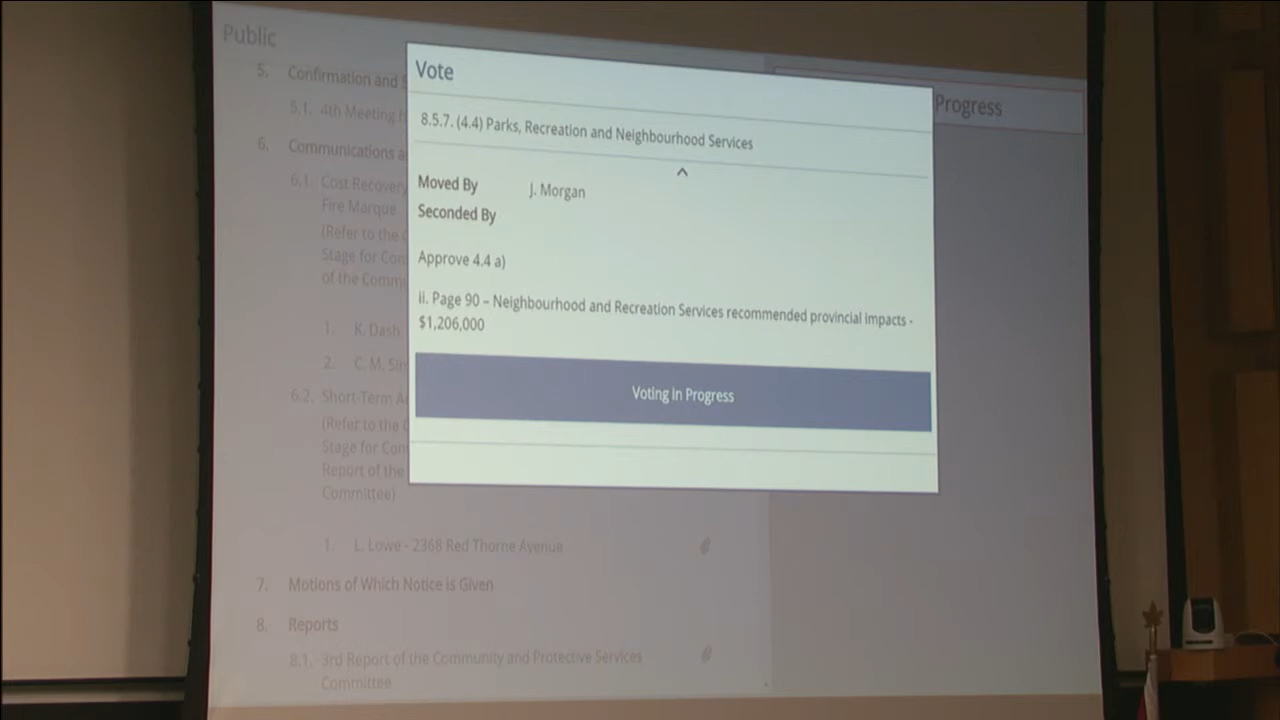 Public
5. Confirmation and
5.1. 4th Meeting
6. Communications
6.1. Cost Recovery
Fire Marque
(Refer to the
Stage for
of the
1. K. Dash
2. C. M.
6.2. Short-Term
(Refer to the
Stage for
Report of the
Committee)
1. L. Lowe - 2368 Red Thorne Avenue
7. Motions of Which Notice is Given
8. Reports
8.1. 3rd Report of the Community and Protective Services
Committee
Vote
8.5.7. (4.4) Parks, Recreation and Neighbourhood Services
Moved By J. Morgan
Seconded By
Approve 4.4 a)
ii. Page 90 – Neighbourhood and Recreation Services recommended provincial impacts -
$1,206,000
Voting in Progress
Progress